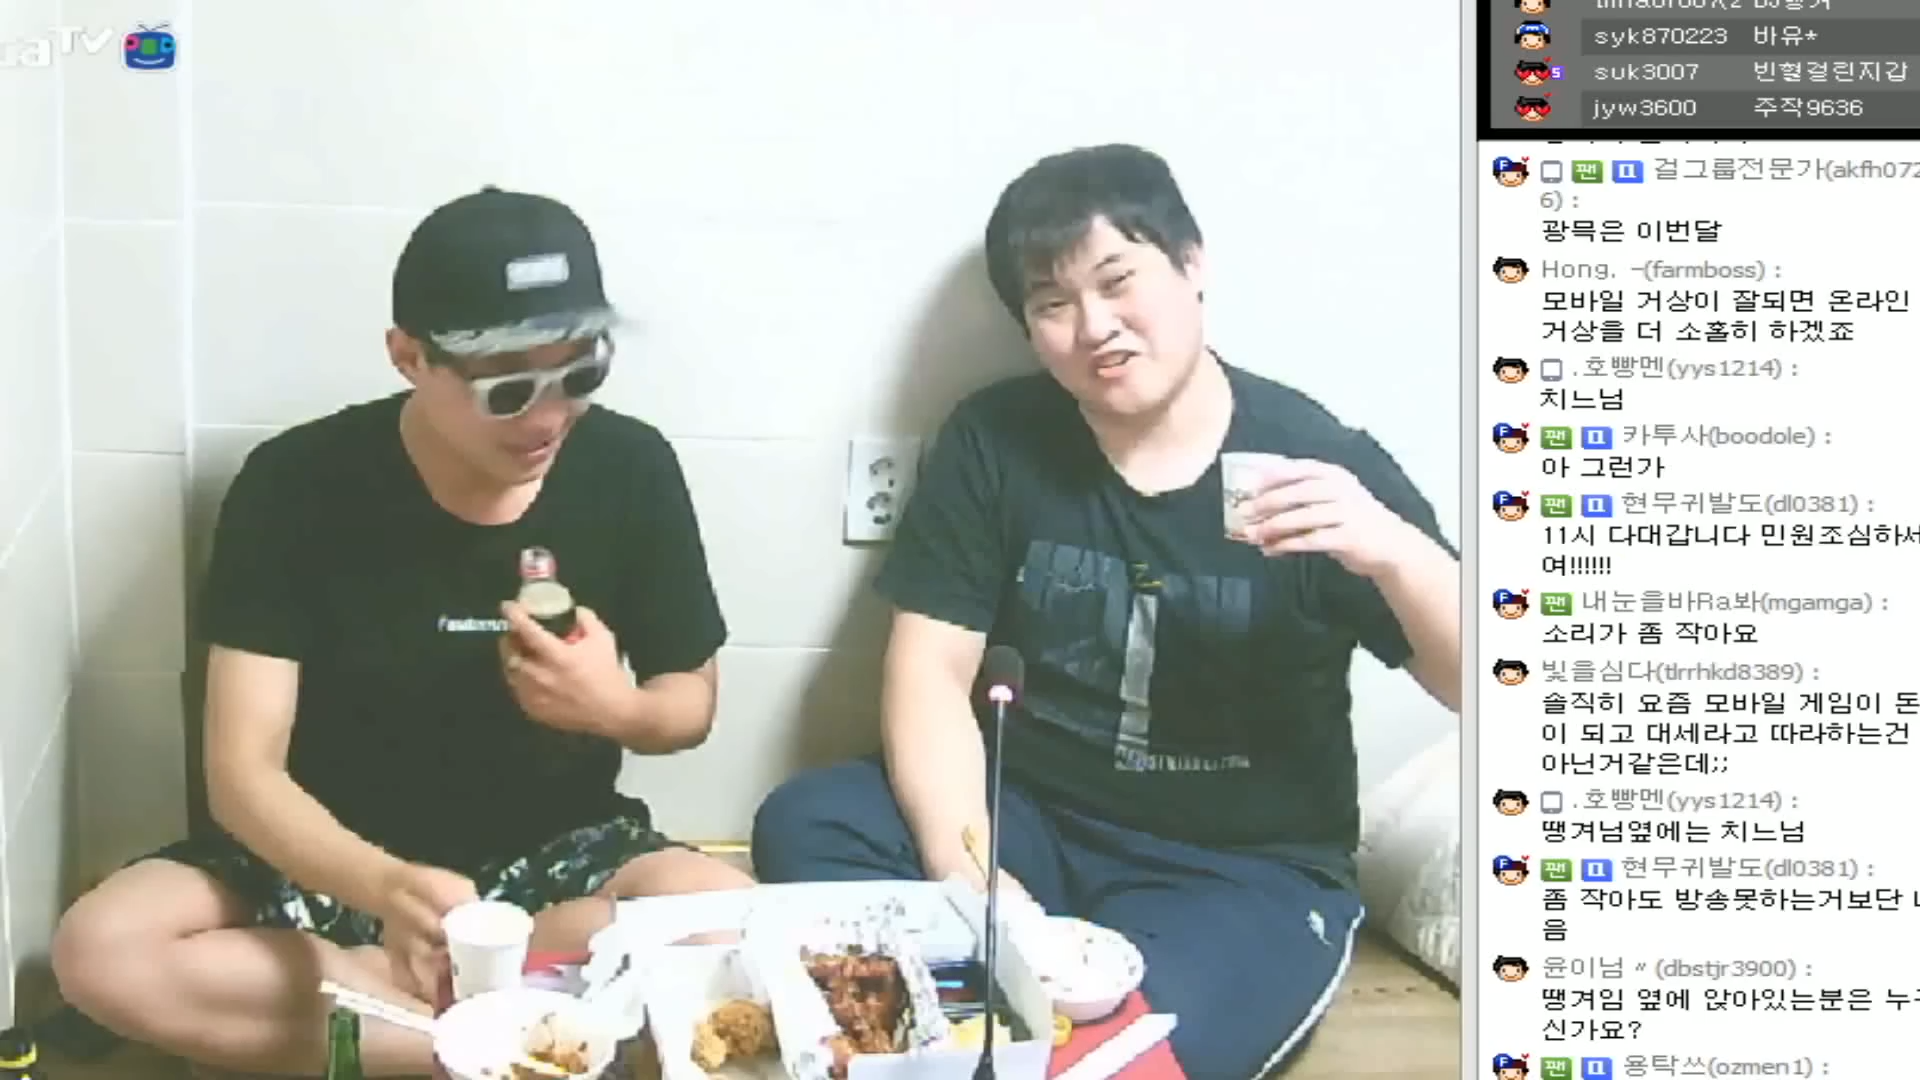 TV
syk870223 바유*
suk3007 빈혈걸린지갑
jyw3600 주작9636
팬 걸그룹전문가(akfh072
6) :
광묵은 이번달
Hong. -(farmboss) :
모바일 거상이 잘되면 온라인
거상을 더 소홀히 하겠죠
.호빵멘(yys1214) :
치느님
팬 카투사(boodole) :
아 그런가
팬 현무귀발도(dl0381) :
11시 다대갑니다 민원조심하세
여!!!!!!
팬 내눈을바Ra봐(mgamga) :
소리가 좀 작아요
빛을심다(tlrrhkd8389) :
솔직히 요즘 모바일 게임이 돈
이 되고 대세라고 따라하는건
아닌거같은데;;
.호빵멘(yys1214) :
땡겨님옆에는 치느님
팬 현무귀발도(dl0381) :
좀 작아도 방송못하는거보단
음
윤이님〃(dbstjr3900) :
땡겨임 옆에 앉아있는분은 누구
신가요?
팬 용탁쓰(ozmen1) :